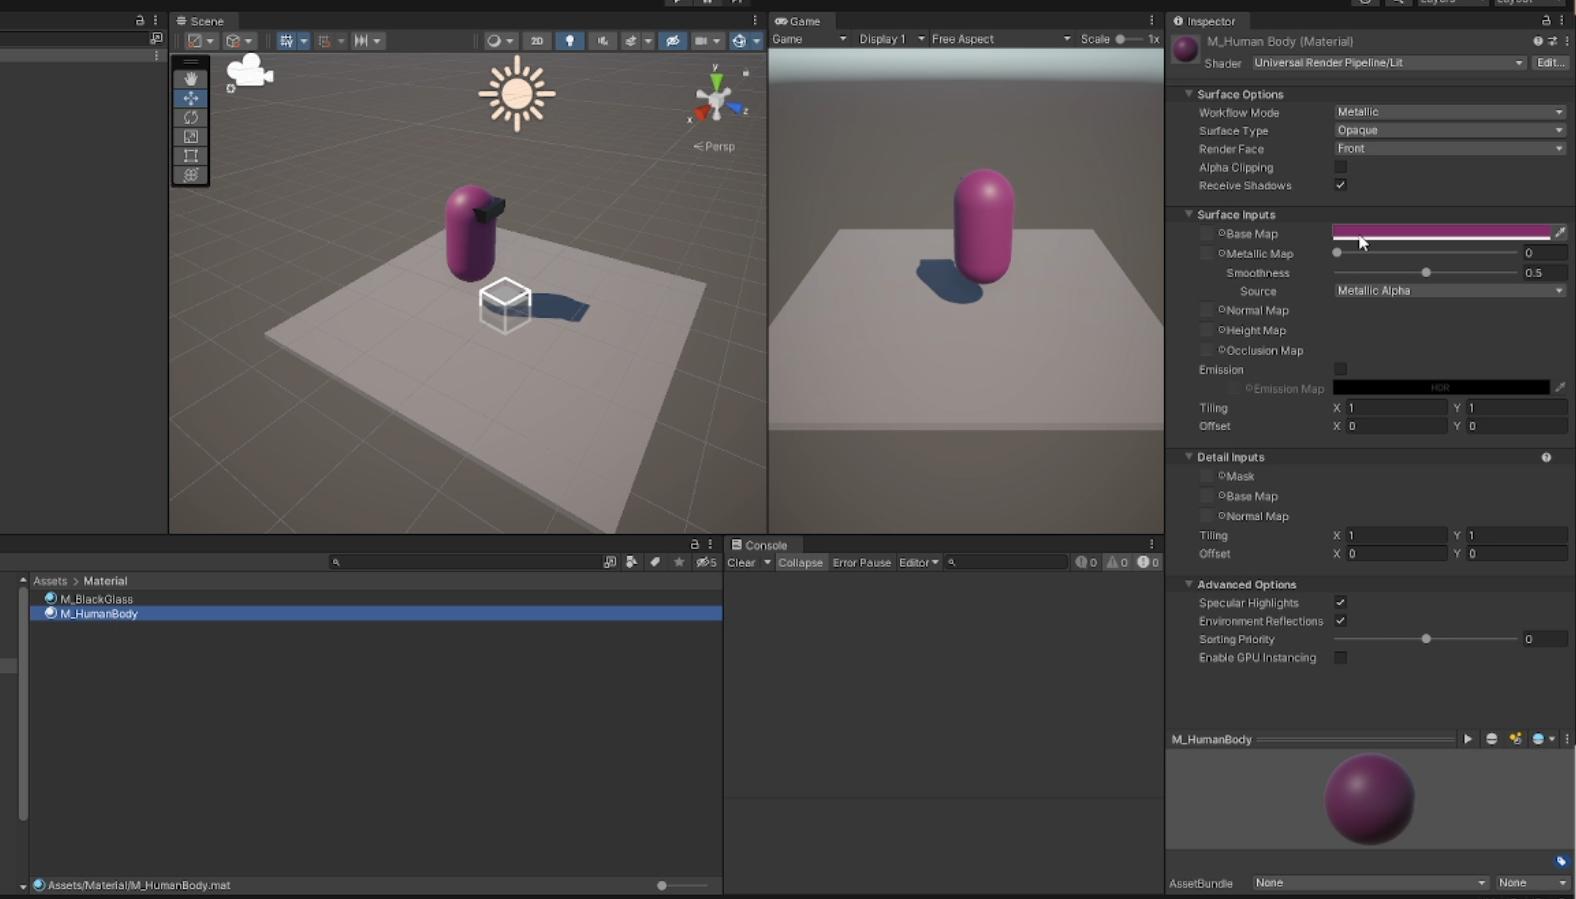 Scene
Game
Inspector
2D
Game
Display 1
Free Aspect
Scale
1x
M_Human Body (Material)
Shader
Universal Render Pipeline/Lit
Edit...
y
x
z
Persp
Surface Options
Workflow Mode
Metallic
Surface Type
Opaque
Render Face
Front
Alpha Clipping
Receive Shadows
Surface Inputs
Base Map
Metallic Map
0
Smoothness
0.5
Source
Metallic Alpha
Normal Map
Height Map
Occlusion Map
Emission
Emission Map
HDR
Tiling
X 1
Y 1
Offset
X 0
Y 0
Detail Inputs
Mask
Base Map
Normal Map
Tiling
X 1
Y 1
Offset
X 0
Y 0
Advanced Options
Specular Highlights
Environment Reflections
Sorting Priority
0
Enable GPU Instancing
5
Assets > Material
M_BlackGlass
M_HumanBody
Assets/Material/M_HumanBody.mat
Console
Clear
Collapse
Error Pause
Editor
0
0
0
M_HumanBody
AssetBundle
None
None